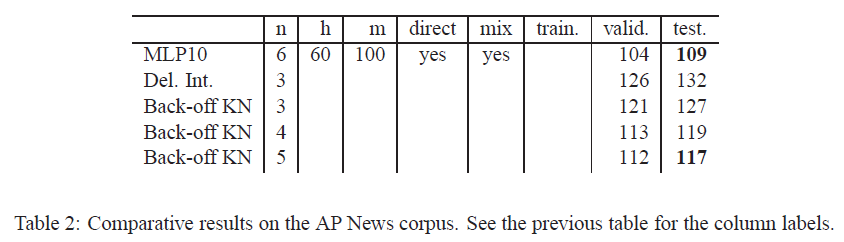 n h m direct mix train. valid. test.
MLP10 6 60 100 yes yes 104 109
Del. Int. 3 126 132
Back-off KN 3 121 127
Back-off KN 4 113 119
Back-off KN 5 112 117
Table 2: Comparative results on the AP News corpus. See the previous table for the column labels.